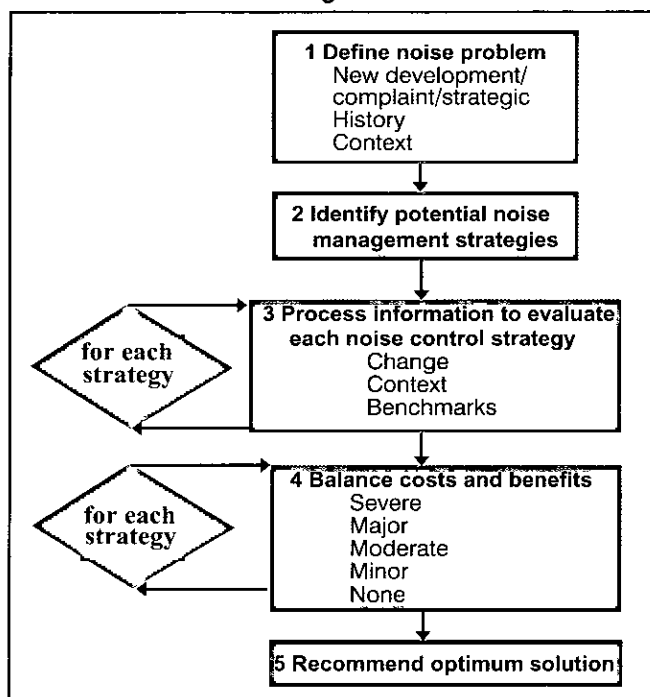 1 Define noise problem
New development/
complaint/strategic
History
Context
2 Identify potential noise
management strategies
3 Process information to evaluate
each noise control strategy
Change
Context
Benchmarks
for each
strategy
4 Balance costs and benefits
Severe
Major
Moderate
Minor
None
for each
strategy
5 Recommend optimum solution